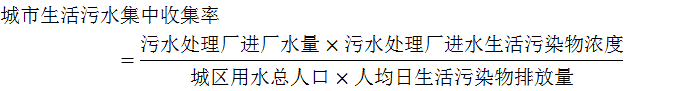 城市生活污水集中收集率
= 污水处理厂进厂水量 × 污水处理厂进水生活污染物浓度
城区用水总人口 × 人均日生活污染物排放量